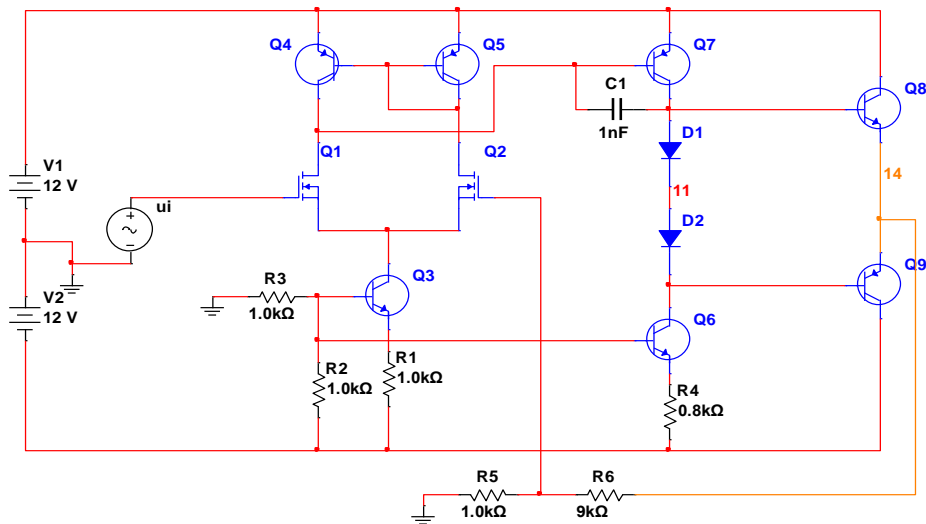 Q4
Q5
Q7
C1
1nF
Q8
D1
Q1
Q2
V1
12 V
ui
11
14
D2
Q9
R3
1.0kΩ
Q3
V2
12 V
Q6
R2
1.0kΩ
R1
1.0kΩ
R4
0.8kΩ
R5
1.0kΩ
R6
9kΩ